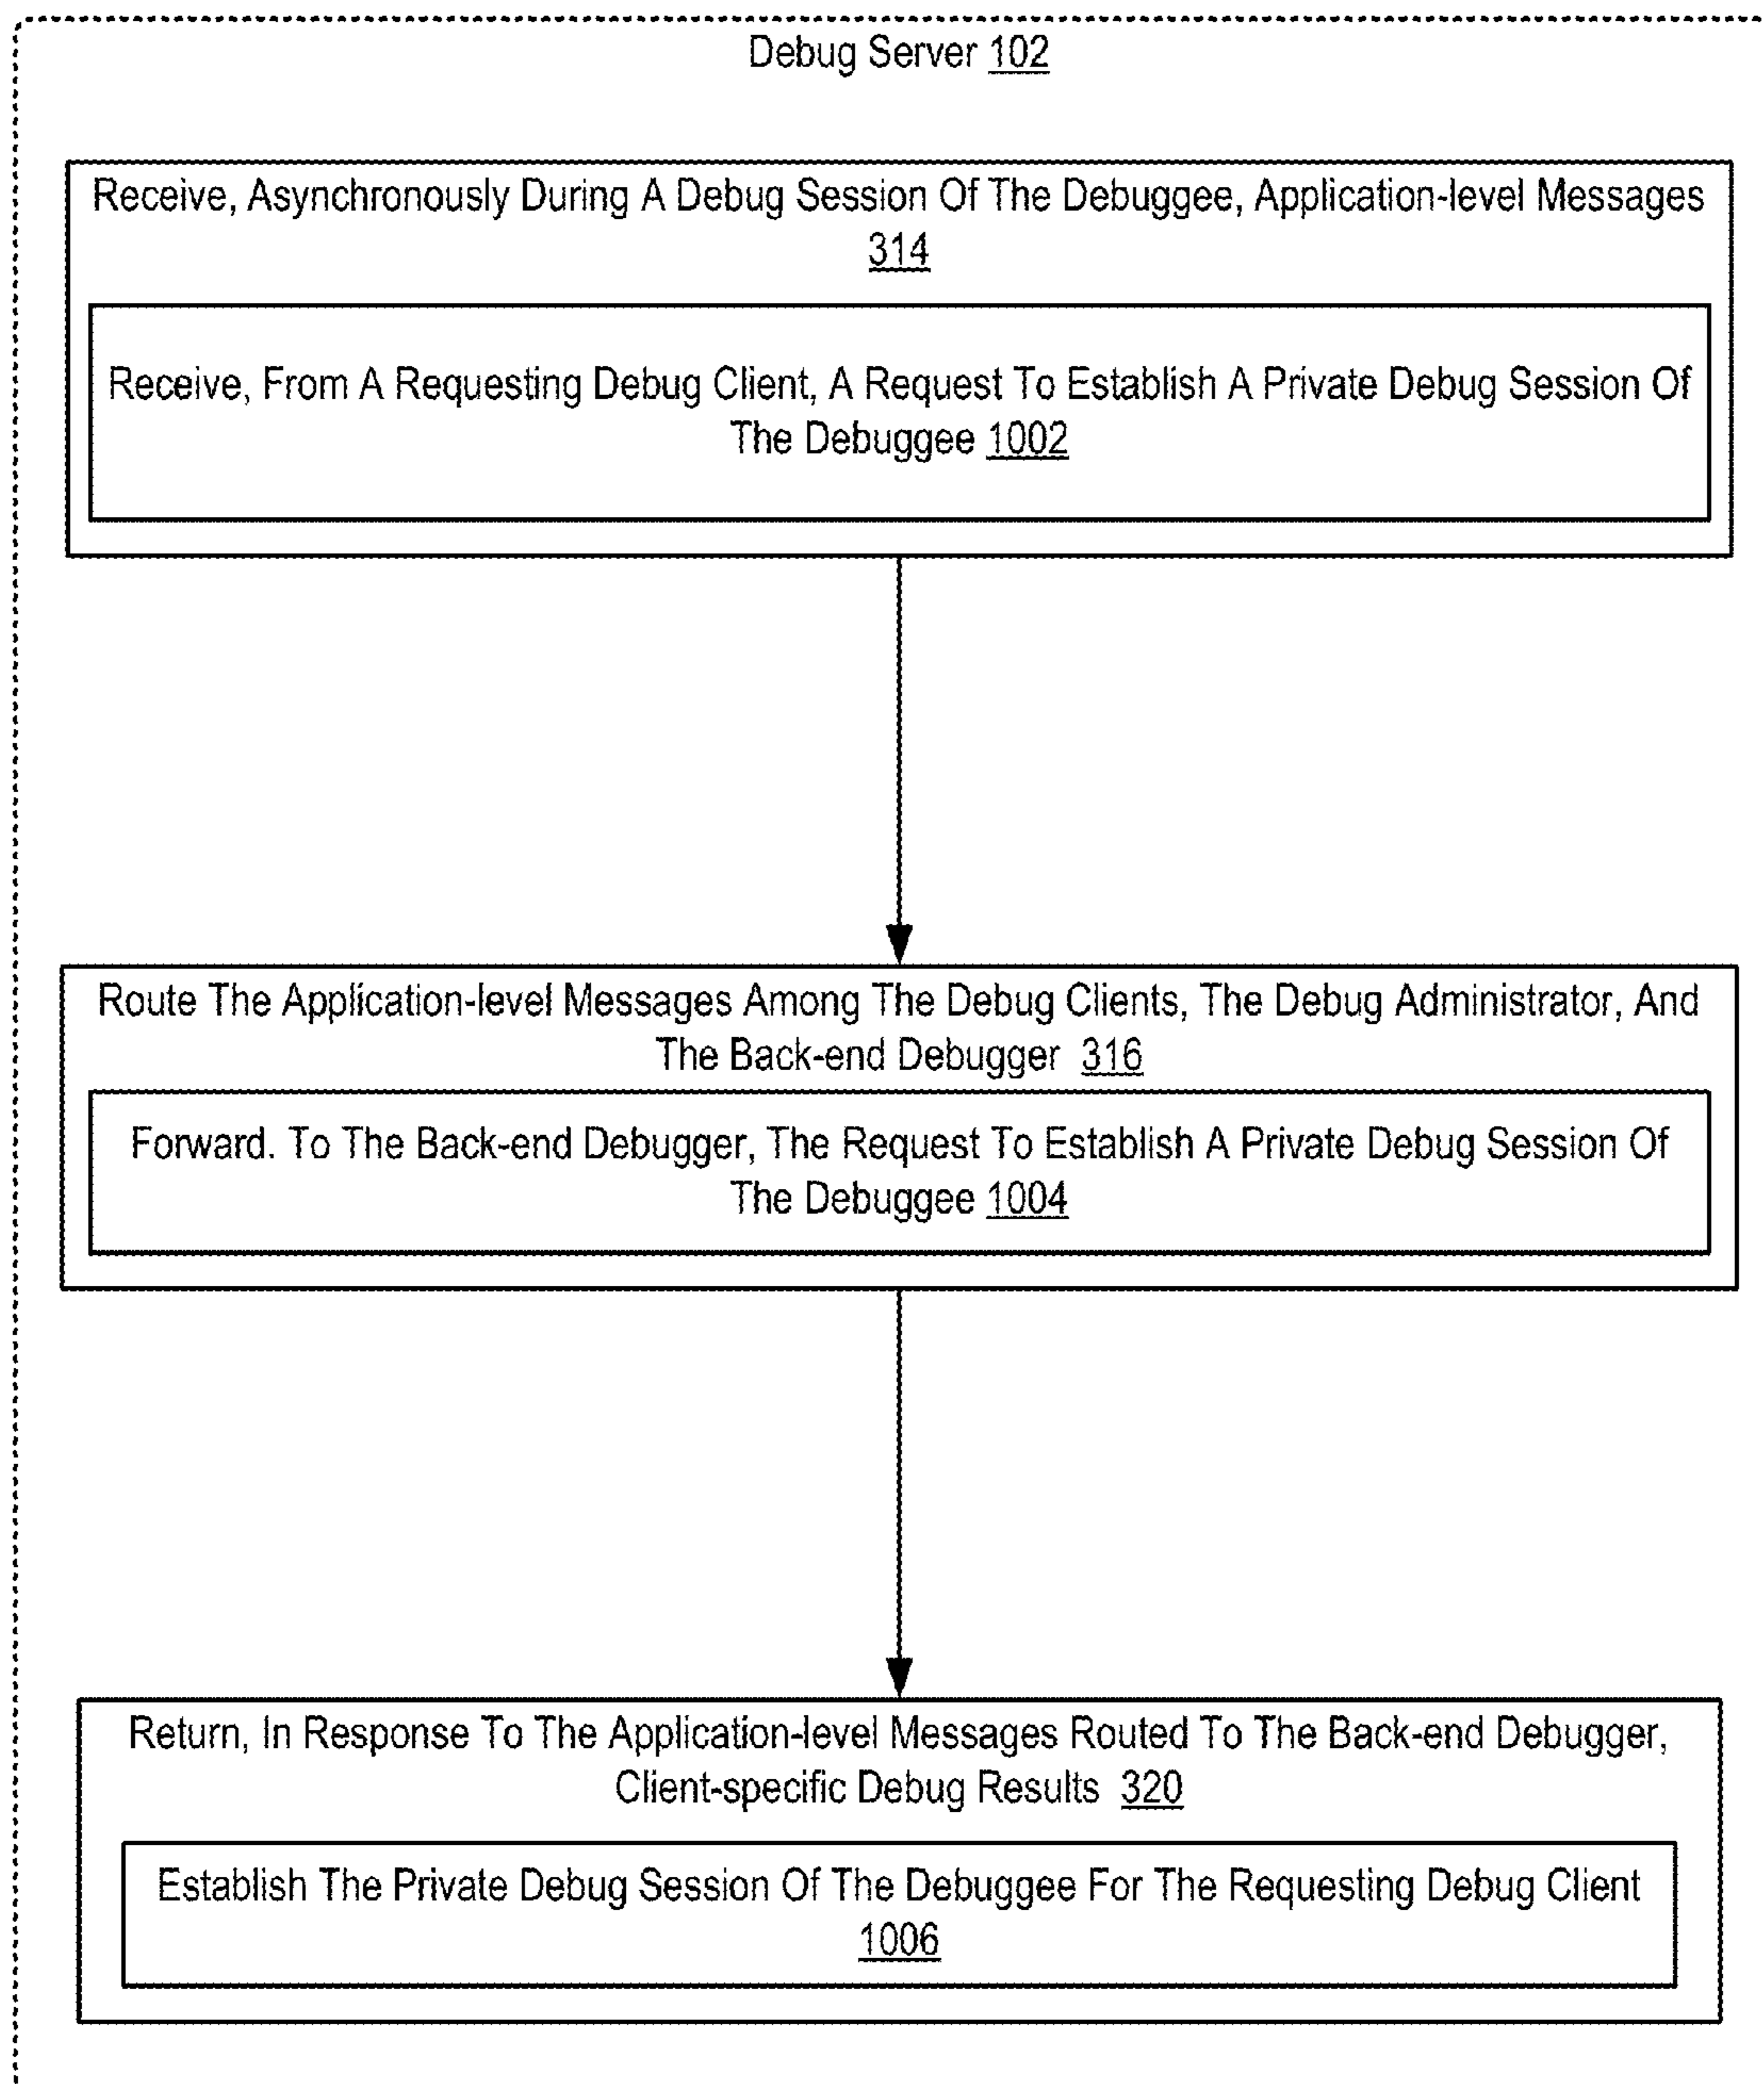 Debug Server 102
Receive, Asynchronously During A Debug Session Of The Debuggee, Application-level Messages
314
Receive, From A Requesting Debug Client, A Request To Establish A Private Debug Session Of
The Debuggee 1002
Route The Application-level Messages Among The Debug Clients, The Debug Administrator, And
The Back-end Debugger 316
Forward. To The Back-end Debugger, The Request To Establish A Private Debug Session Of
The Debuggee 1004
Return, In Response To The Application-level Messages Routed To The Back-end Debugger,
Client-specific Debug Results 320
Establish The Private Debug Session Of The Debuggee For The Requesting Debug Client
1006